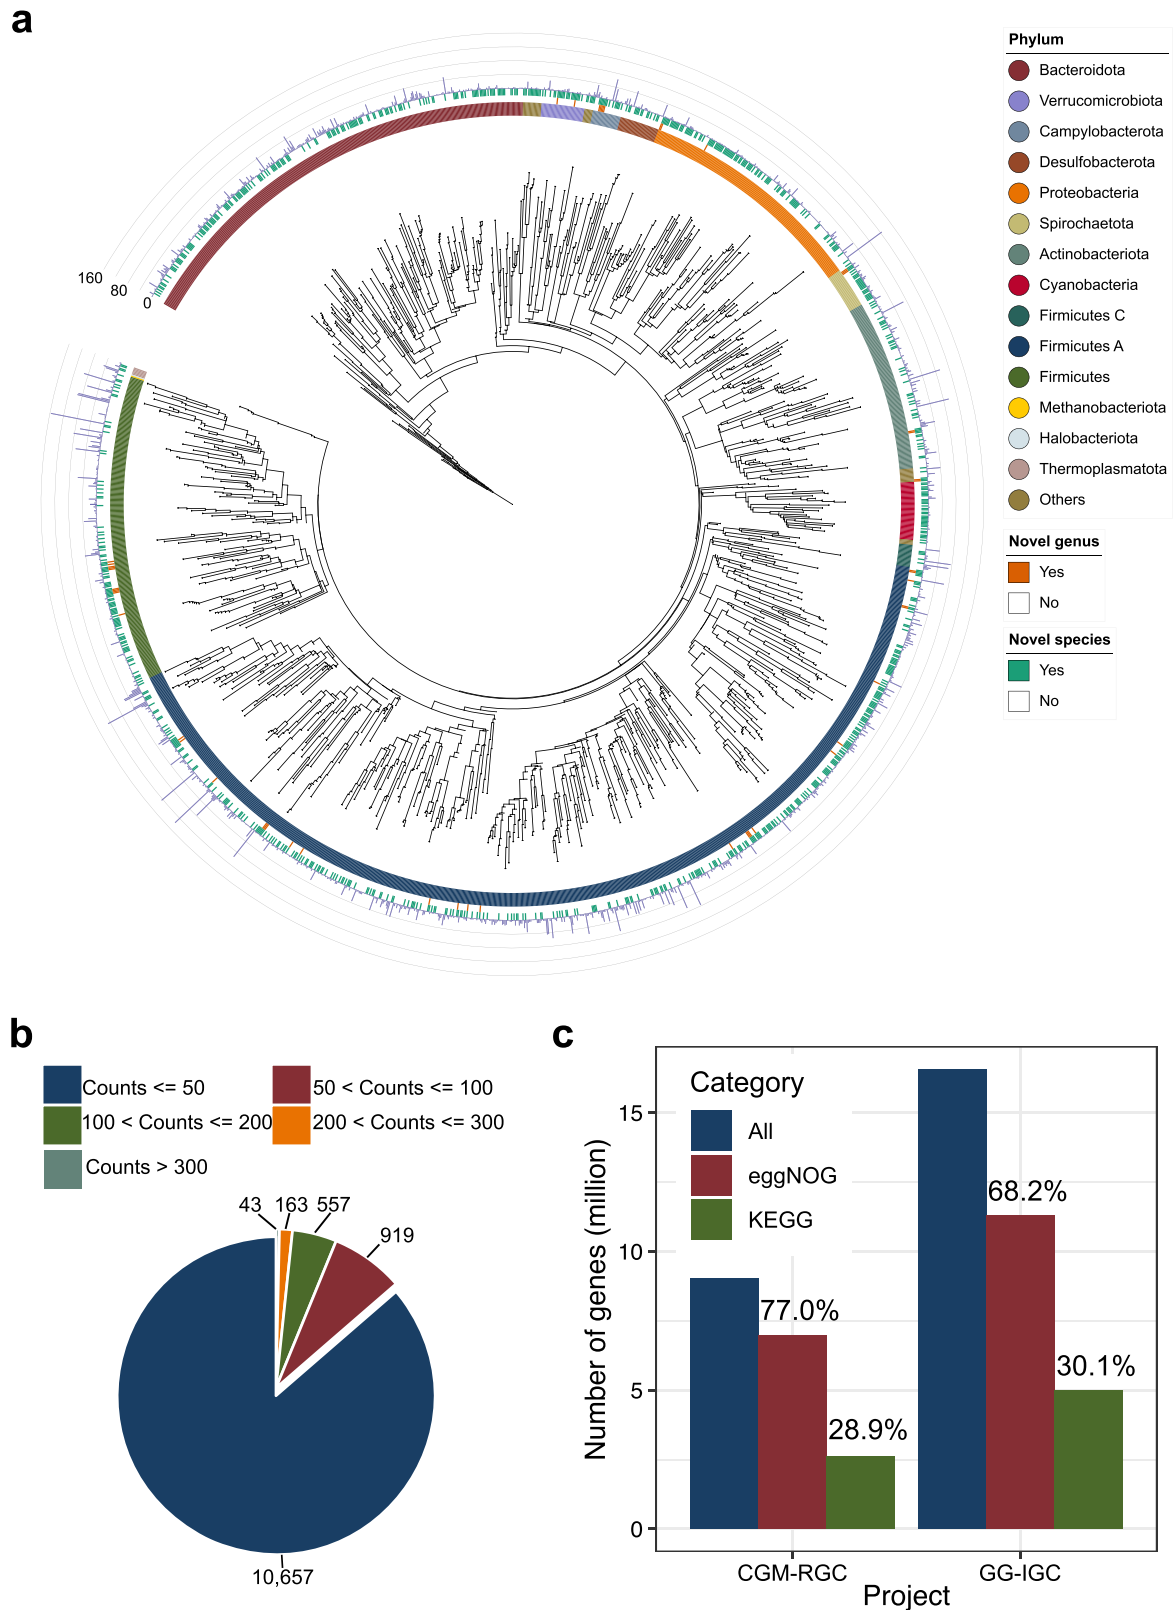 a
Phylum
Bacteroidota
Verrucomicrobiota
Campylobacterota
Desulfobacterota
Proteobacteria
Spirochaetota
Actinobacteriota
Cyanobacteria
Firmicutes C
Firmicutes A
Firmicutes
Methanobacteriota
Halobacteriota
Thermoplasmatota
Others
Novel genus
Yes
No
Novel species
Yes
No
160
80
0
b
Counts <= 50
50 < Counts <= 100
100 < Counts <= 200
200 < Counts <= 300
Counts > 300
43
163
557
919
10,657
c
Number of genes (million)
15
10
5
0
Category
All
eggNOG
KEGG
77.0%
28.9%
68.2%
30.1%
CGM-RGC
GG-IGC
Project